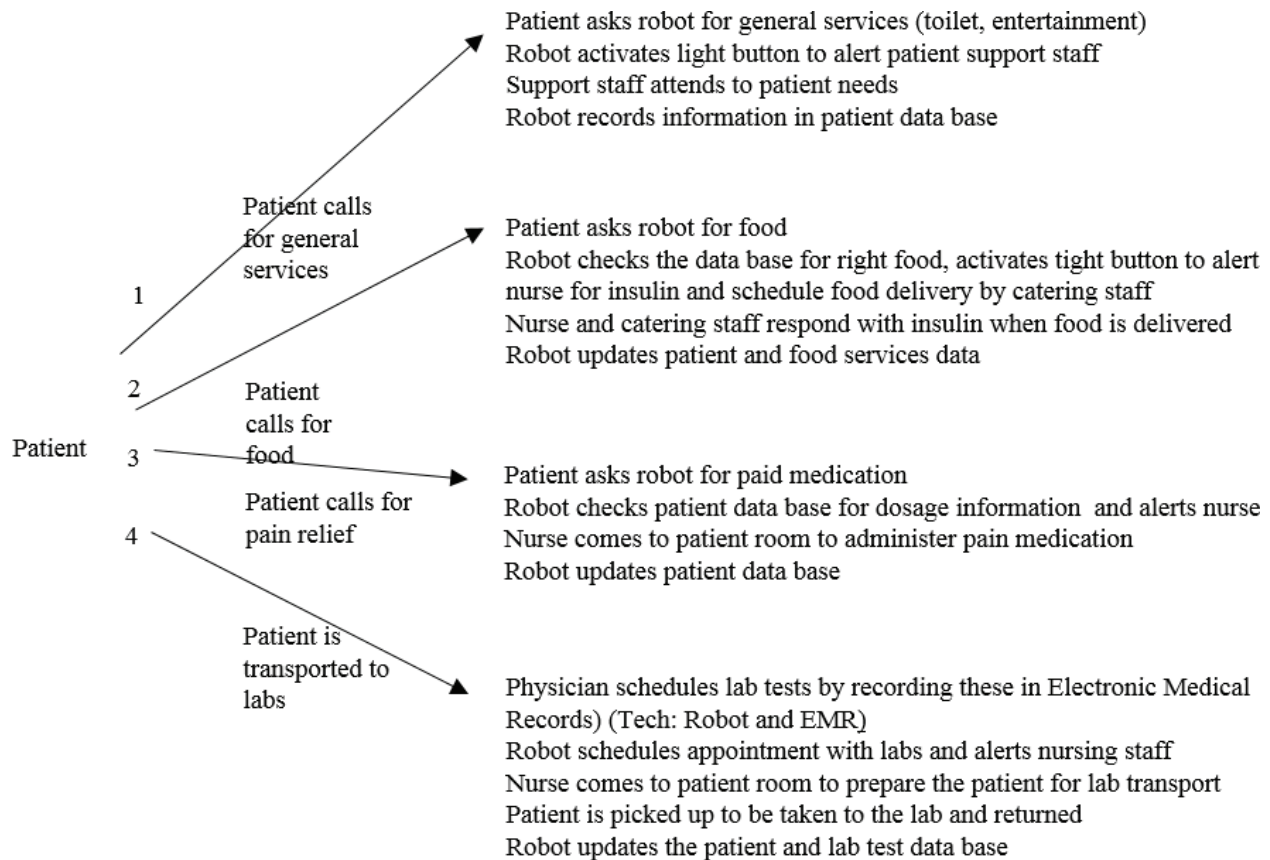 Patient asks robot for general services (toilet, entertainment)
Robot activates light button to alert patient support staff
Support staff attends to patient needs
Robot records information in patient data base
Patient calls
for general
services
1
Patient asks robot for food
Robot checks the data base for right food, activates tight button to alert
nurse for insulin and schedule food delivery by catering staff
Nurse and catering staff respond with insulin when food is delivered
Robot updates patient and food services data
2
Patient
calls for
food
Patient
3
Patient asks robot for paid medication
Robot checks patient data base for dosage information and alerts nurse
Nurse comes to patient room to administer pain medication
Robot updates patient data base
Patient calls for
pain relief
4
Patient is
transported to
labs
Physician schedules lab tests by recording these in Electronic Medical
Records) (Tech: Robot and EMR)
Robot schedules appointment with labs and alerts nursing staff
Nurse comes to patient room to prepare the patient for lab transport
Patient is picked up to be taken to the lab and returned
Robot updates the patient and lab test data base